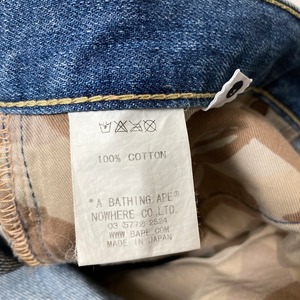 100% COTTON
"A BATHING APE®
NOWHERE CO.,LTD.
03 (5772) 2524
WWW.BAPE.COM
MADE IN JAPAN